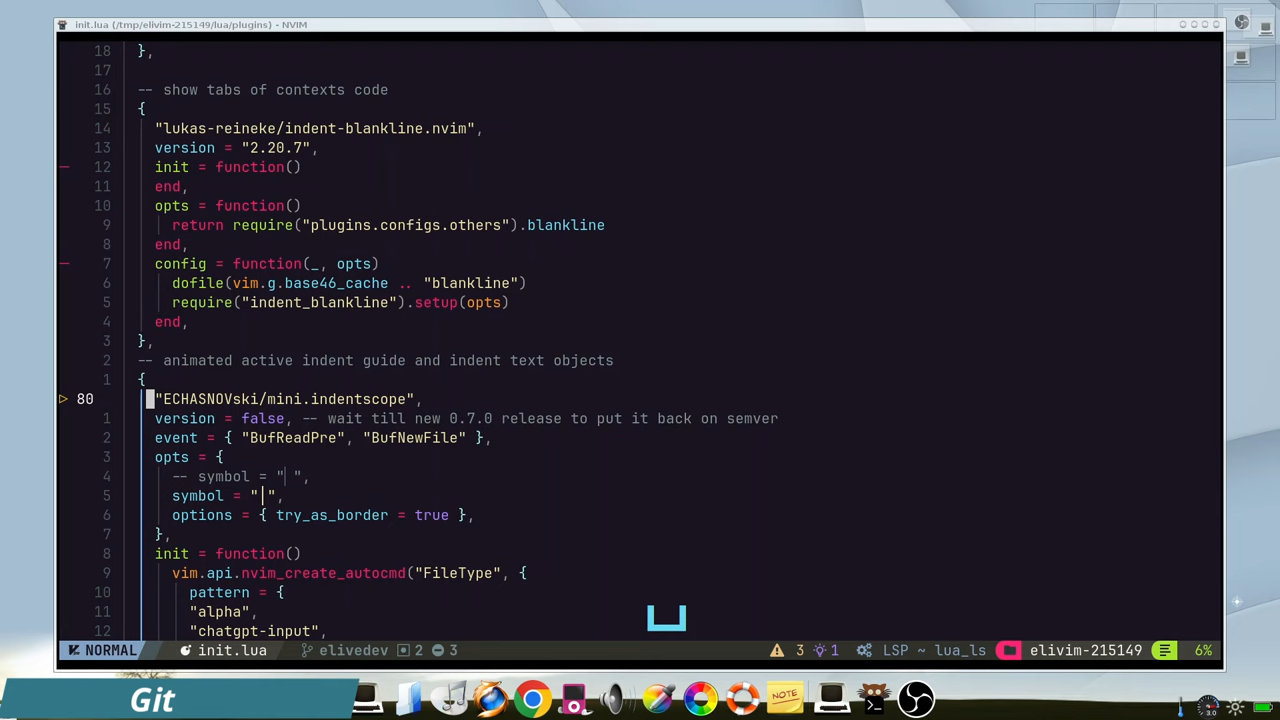 init.lua (/tmp/elivim-215149/lua/plugins) - NVIM
18 },
17
16 -- show tabs of contexts code
15 {
14 "lukas-reineke/indent-blankline.nvim",
13 version = "2.20.7",
12 init = function()
11 end,
10 opts = function()
9 return require("plugins.configs.others").blankline
8 end,
7 config = function(_, opts)
6 dofile(vim.g.base46_cache .. "blankline")
5 require("indent_blankline").setup(opts)
4 end,
3 },
2 -- animated active indent guide and indent text objects
1 {
80 "ECHASNOVski/mini.indentscope",
1 version = false, -- wait till new 0.7.0 release to put it back on semver
2 event = { "BufReadPre", "BufNewFile" },
3 opts = {
4 -- symbol = "▏",
5 symbol = "│",
6 options = { try_as_border = true },
7 },
8 init = function()
9 vim.api.nvim_create_autocmd("FileType", {
10 pattern = {
11 "alpha",
12 "chatgpt-input",
NORMAL init.lua elivedev 2 3 3 1 LSP ~ lua_ls elivim-215149 6%
Git
NOTE
3.0